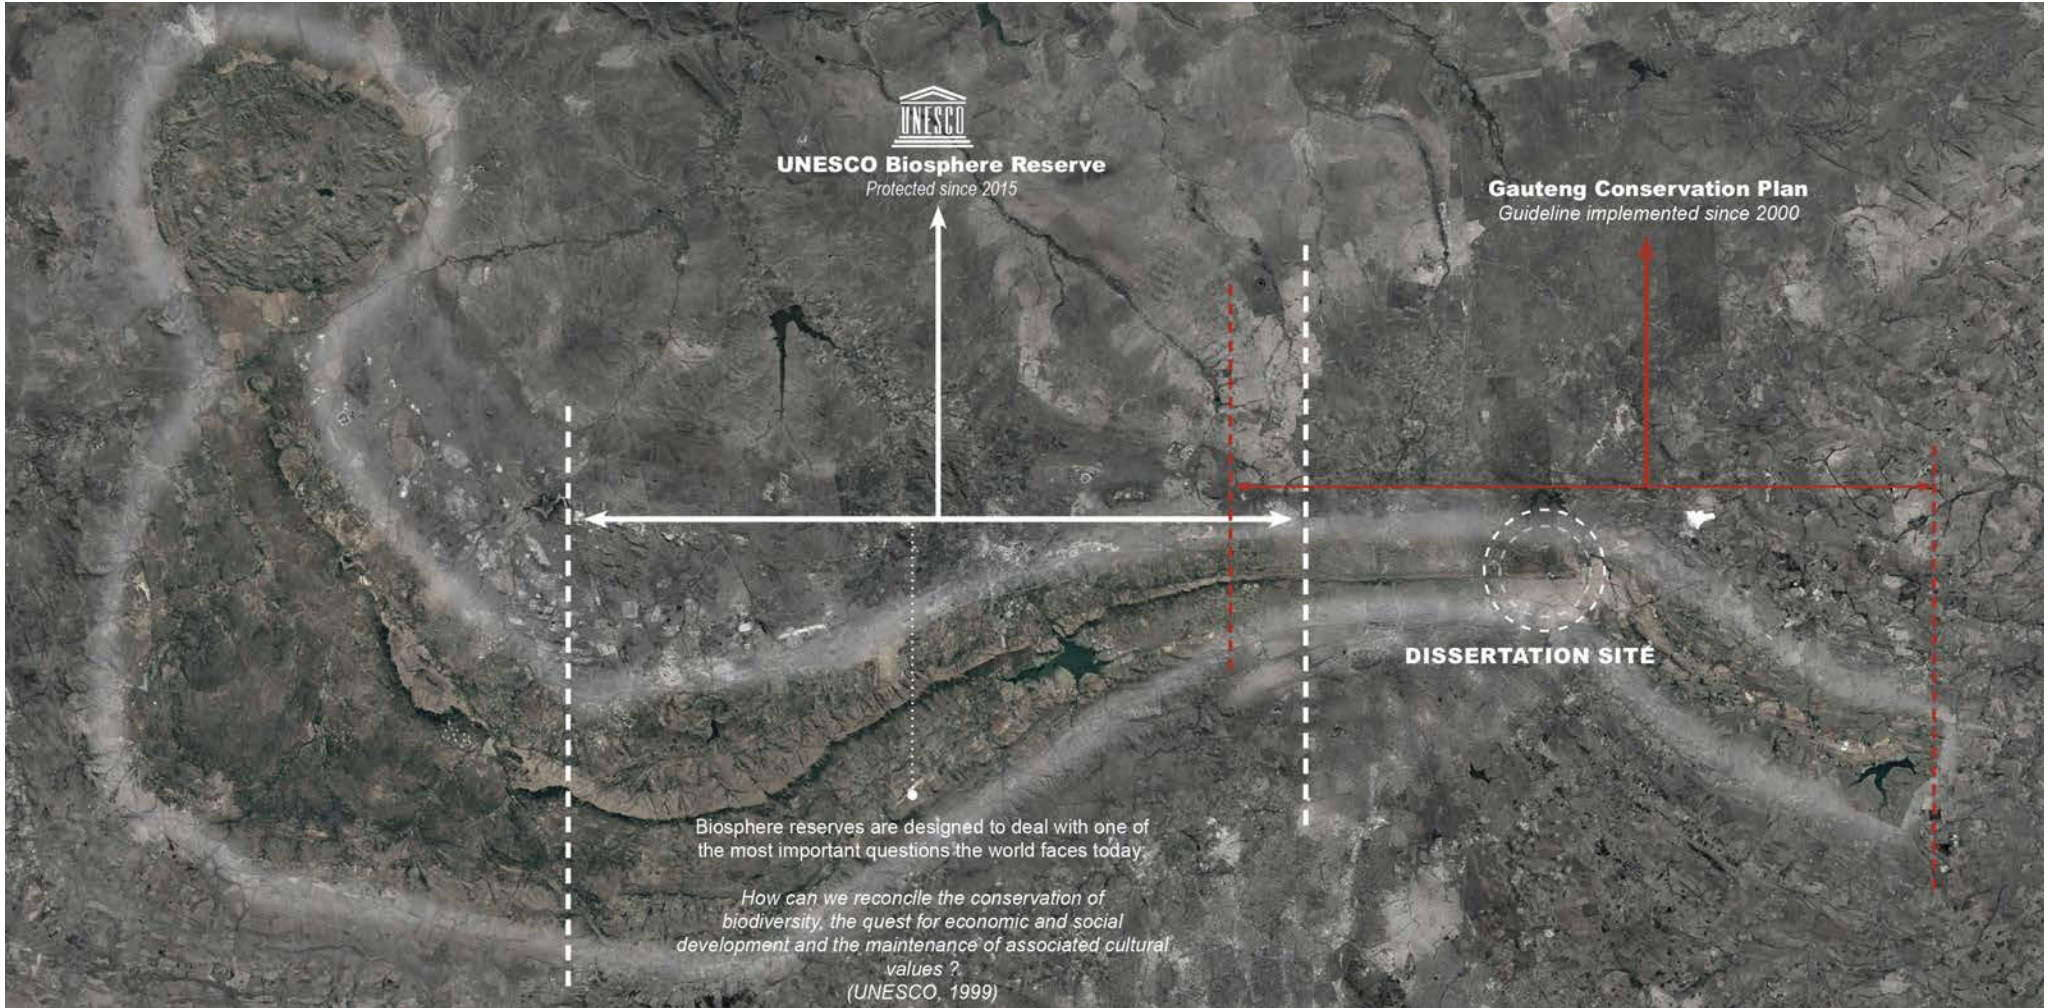 UNESCO
UNESCO Biosphere Reserve
Protected since 2015
Gauteng Conservation Plan
Guideline implemented since 2000
DISSERTATION SITE
Biosphere reserves are designed to deal with one of
the most important questions the world faces today:
How can we reconcile the conservation of
biodiversity, the quest for economic and social
development and the maintenance of associated cultural
values ?
(UNESCO, 1999)